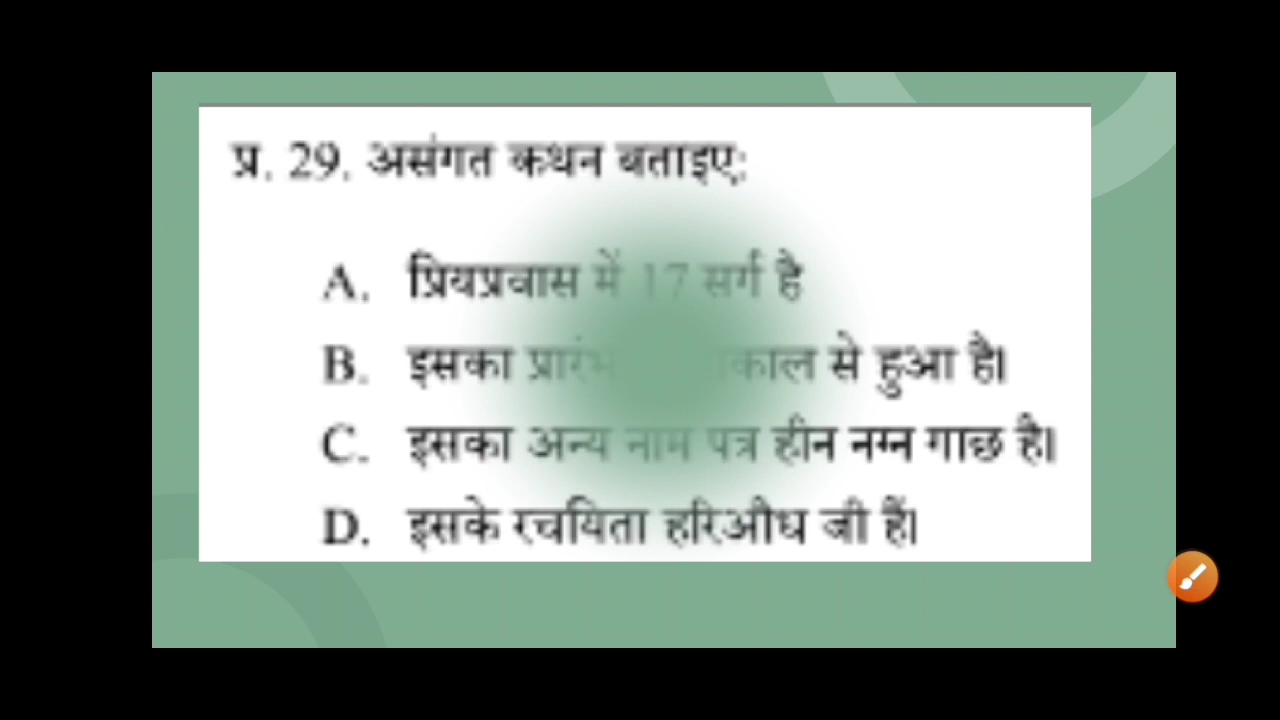 प्र. 29. असंगत कथन बताइए:
A. प्रियप्रवास में 17 सर्ग है
B. इसका से हुआ है।
C. इसका अन्य नाम पत्र हीन नग्न गाछ है।
D. इसके रचयिता हरिऔध जी हैं।